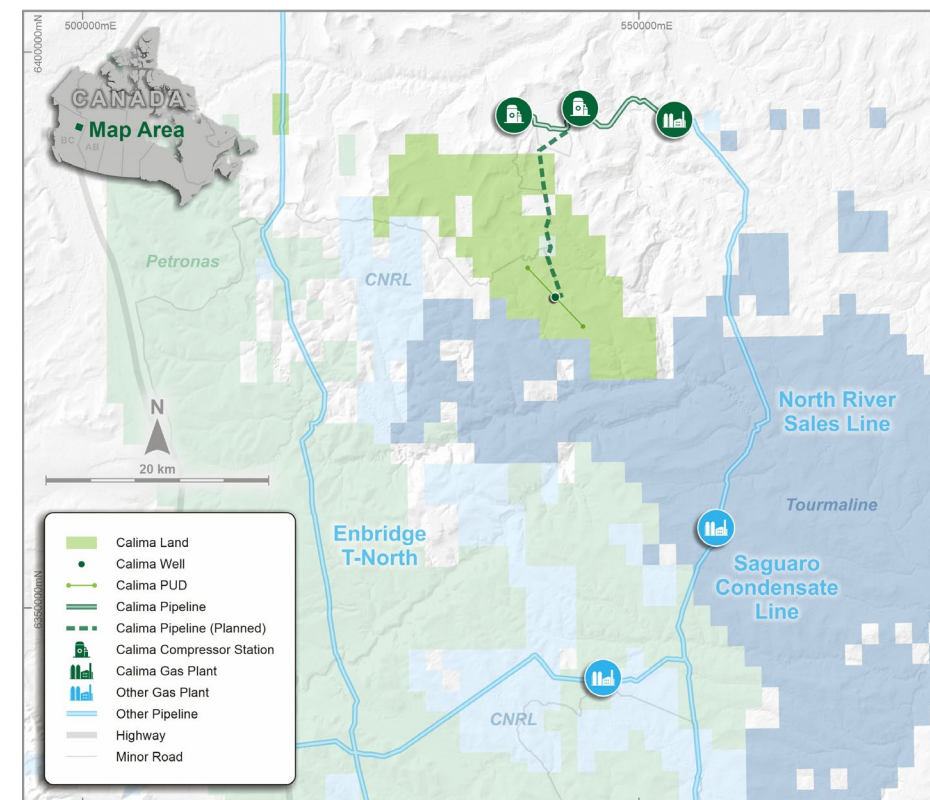 500000mE
550000mE
6400000mN
CANADA
Map Area
BC
AB
Petronas
CNRL
N
20 km
North River
Sales Line
Tourmaline
Enbridge
T-North
Saguaro
Condensate
Line
6350000mN
CNRL
Calima Land
Calima Well
Calima PUD
Calima Pipeline
Calima Pipeline (Planned)
Calima Compressor Station
Calima Gas Plant
Other Gas Plant
Other Pipeline
Highway
Minor Road